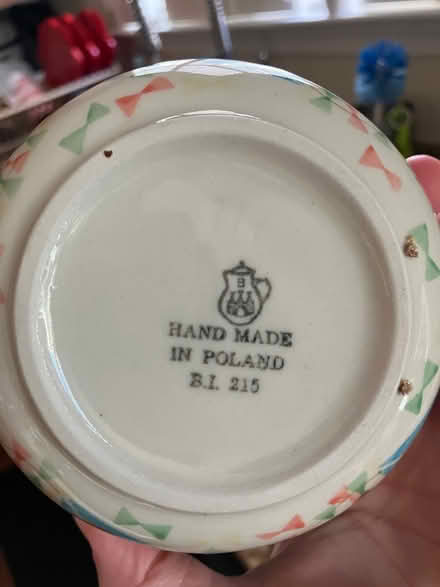 B
HAND MADE
IN POLAND
B.I. 215